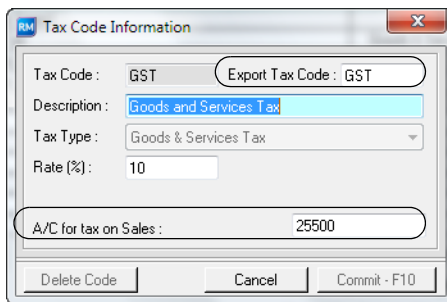 RM Tax Code Information
Tax Code : GST Export Tax Code : GST
Description : Goods and Services Tax
Tax Type : Goods & Services Tax
Rate (%) : 10
A/C for tax on Sales : 25500
Delete Code Cancel Commit - F10